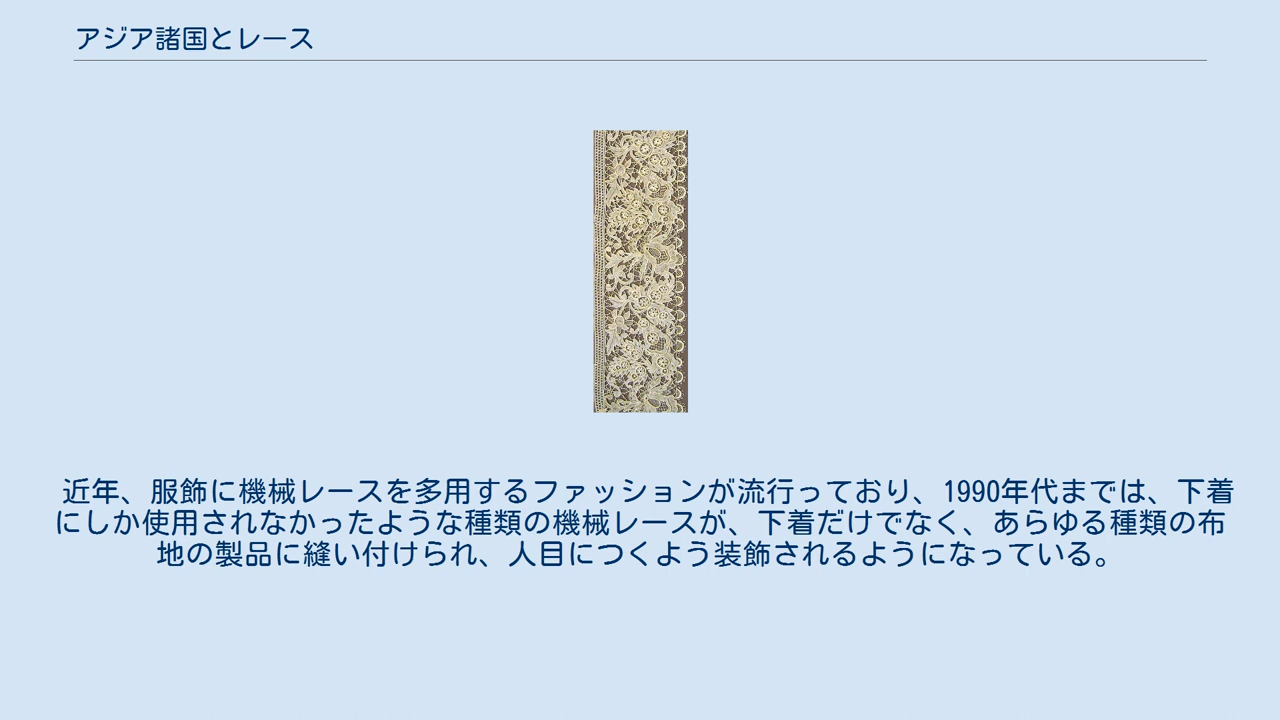 アジア諸国とレース
近年、服飾に機械レースを多用するファッションが流行っており、1990年代までは、下着
にしか使用されなかったような種類の機械レースが、下着だけでなく、あらゆる種類の布
地の製品に縫い付けられ、人目につくよう装飾されるようになっている。